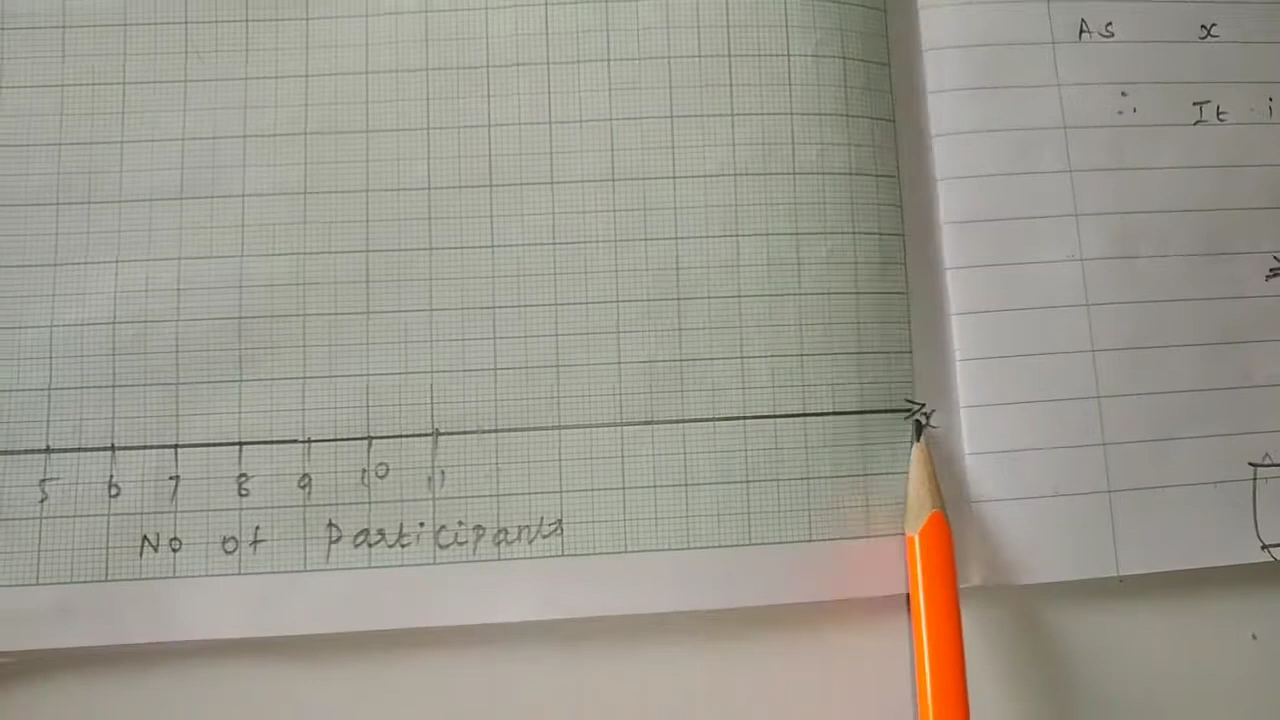 As x
∴ It i
x
5 6 7 8 9 10 11
No of Participants